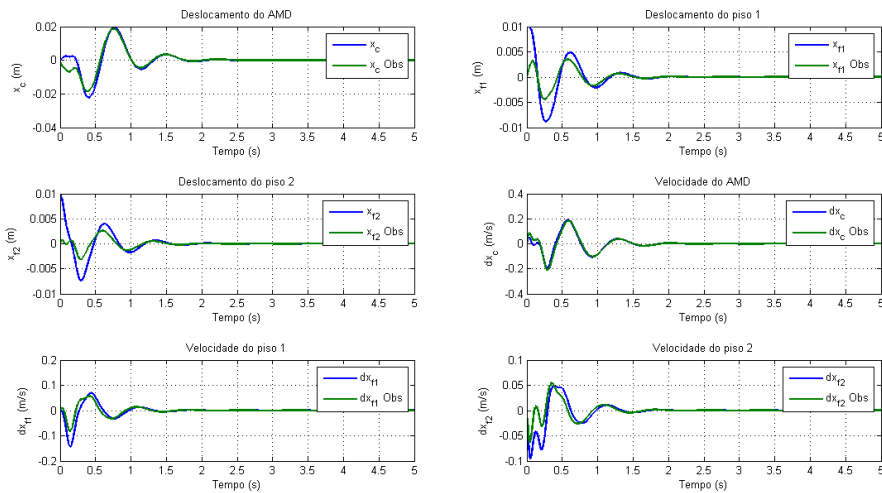 Deslocamento do AMD
0.02
0
-0.02
-0.04
x_c (m)
x_c
x_c Obs
0 0.5 1 1.5 2 2.5 3 3.5 4 4.5 5
Tempo (s)
Deslocamento do piso 1
0.01
0.005
0
-0.005
-0.01
x_f1 (m)
x_f1
x_f1 Obs
0 0.5 1 1.5 2 2.5 3 3.5 4 4.5 5
Tempo (s)
Deslocamento do piso 2
0.01
0.005
0
-0.005
-0.01
x_f2 (m)
x_f2
x_f2 Obs
0 0.5 1 1.5 2 2.5 3 3.5 4 4.5 5
Tempo (s)
Velocidade do AMD
0.4
0.2
0
-0.2
-0.4
dx_c (m/s)
dx_c
dx_c Obs
0 0.5 1 1.5 2 2.5 3 3.5 4 4.5 5
Tempo (s)
Velocidade do piso 1
0.2
0.1
0
-0.1
-0.2
dx_f1 (m/s)
dx_f1
dx_f1 Obs
0 0.5 1 1.5 2 2.5 3 3.5 4 4.5 5
Tempo (s)
Velocidade do piso 2
0.1
0.05
0
-0.05
-0.1
dx_f2 (m/s)
dx_f2
dx_f2 Obs
0 0.5 1 1.5 2 2.5 3 3.5 4 4.5 5
Tempo (s)